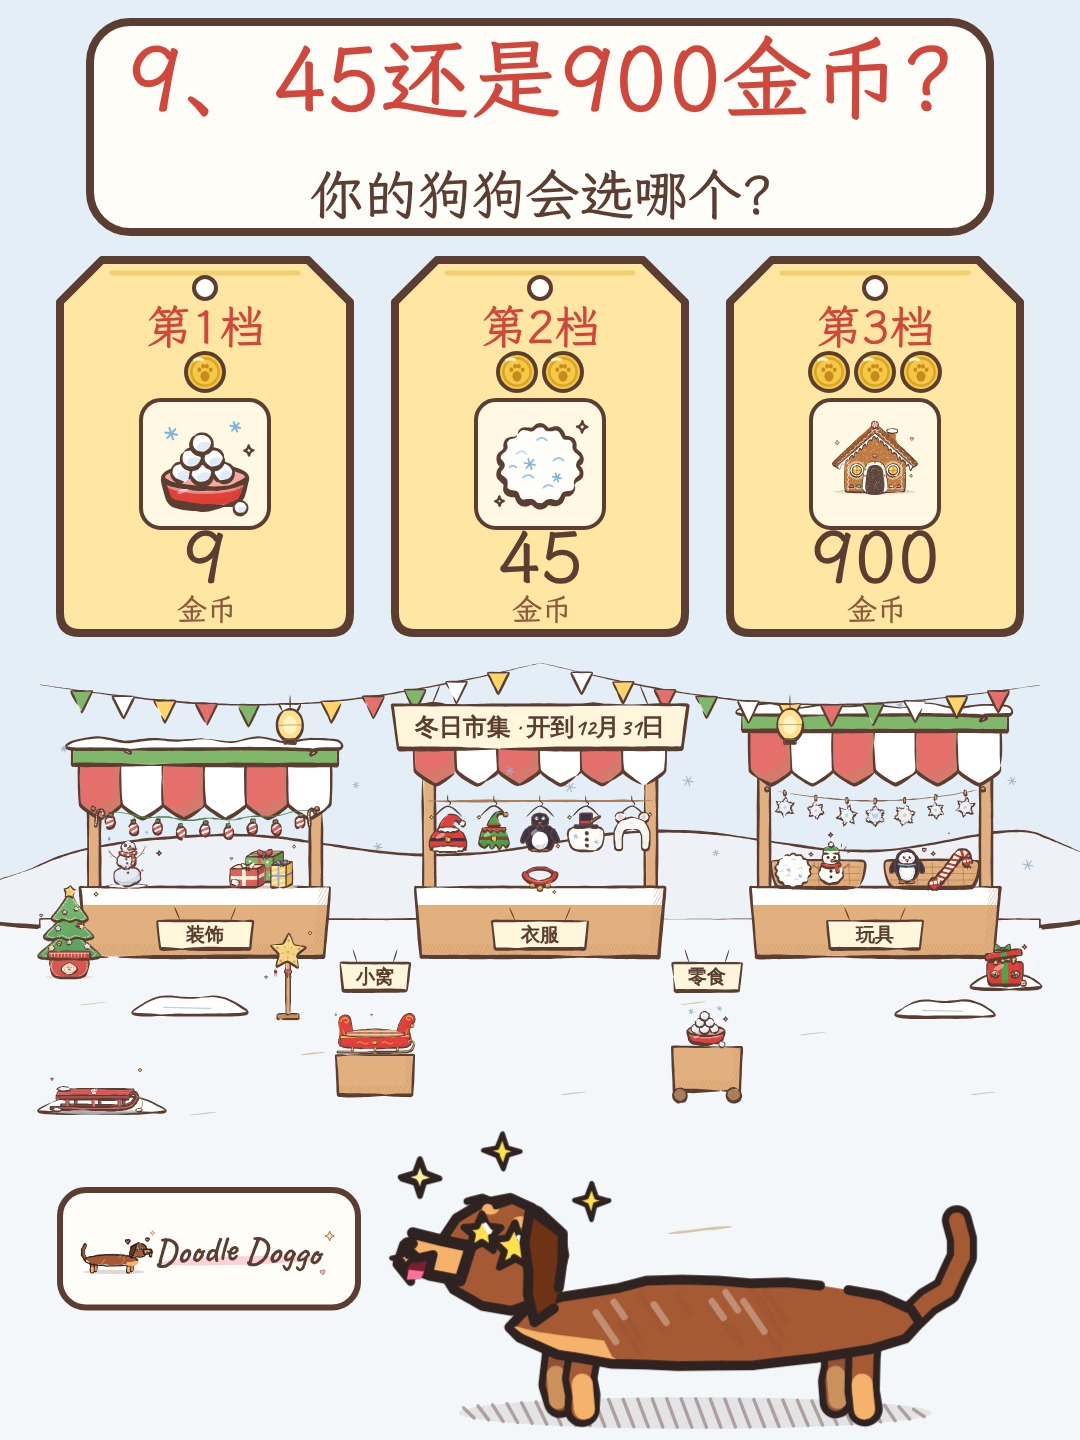 9、45还是900金币?
你的狗狗会选哪个?
第1档
9
金币
第2档
45
金币
第3档
900
金币
冬日市集·开到12月31日
装饰
衣服
玩具
小窝
零食
Doodle Doggo